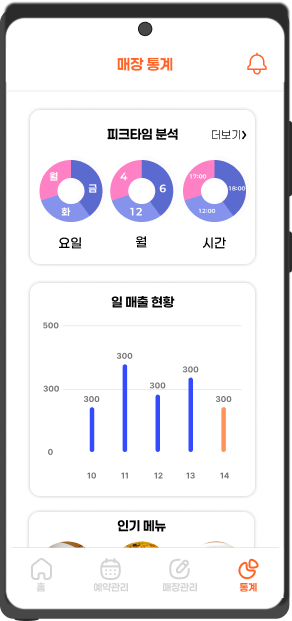 매장 통계
피크타임 분석 더보기>
월 금 화
4 6 12
17:00 18:00 12:00
요일 월 시간
일 매출 현황
500
300
0
300 300 300 300 300
10 11 12 13 14
인기 메뉴
홈 예약관리 매장관리 통계